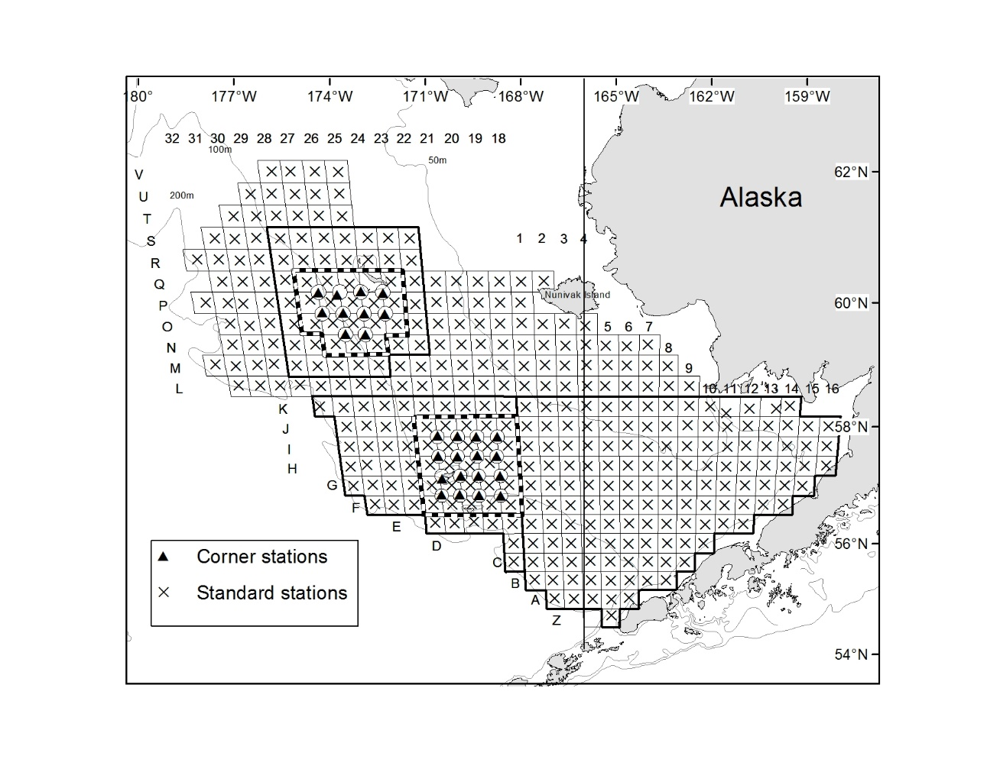 180° 177°W 174°W 171°W 168°W 165°W 162°W 159°W
32 31 30 29 28 27 26 25 24 23 22 21 20 19 18
100m
50m
V
62°N
U
200m
Alaska
T
S
1 2 3 4
R
Q
Nunivak Island
P
60°N
O
5 6 7
N
8
M
9
L
10 11 12 13 14 15 16
K
J
58°N
I
H
G
F
E
D
56°N
Corner stations
C
B
Standard stations
A
Z
54°N